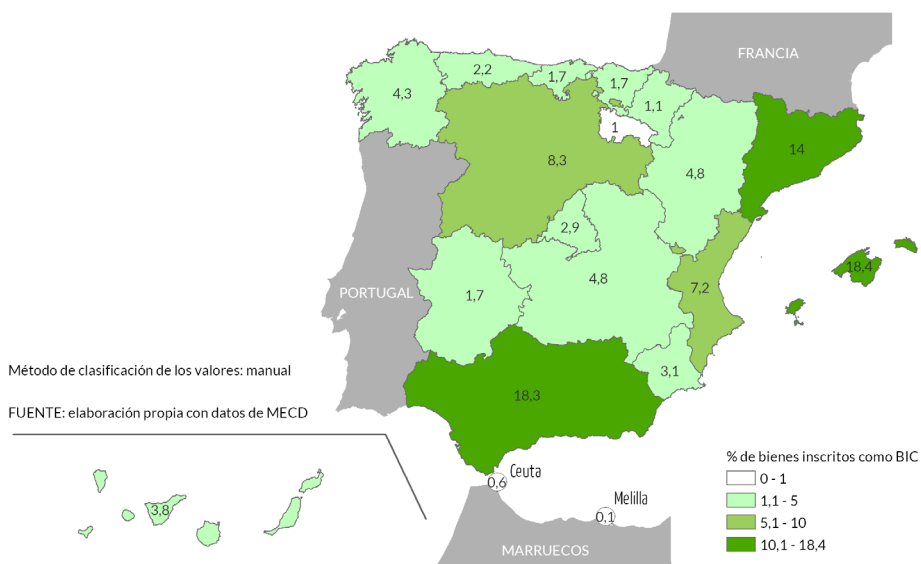 FRANCIA
2,2
1,7
1,7
4,3
1,1
1
14
8,3
4,8
2,9
18,4
4,8
7,2
PORTUGAL
1,7
Método de clasificación de los valores: manual
3,1
18,3
FUENTE: elaboración propia con datos de MECD
% de bienes inscritos como BIC
0 - 1
1,1 - 5
5,1 - 10
10,1 - 18,4
Ceuta
0,6
Melilla
0,1
3,8
MARRUECOS